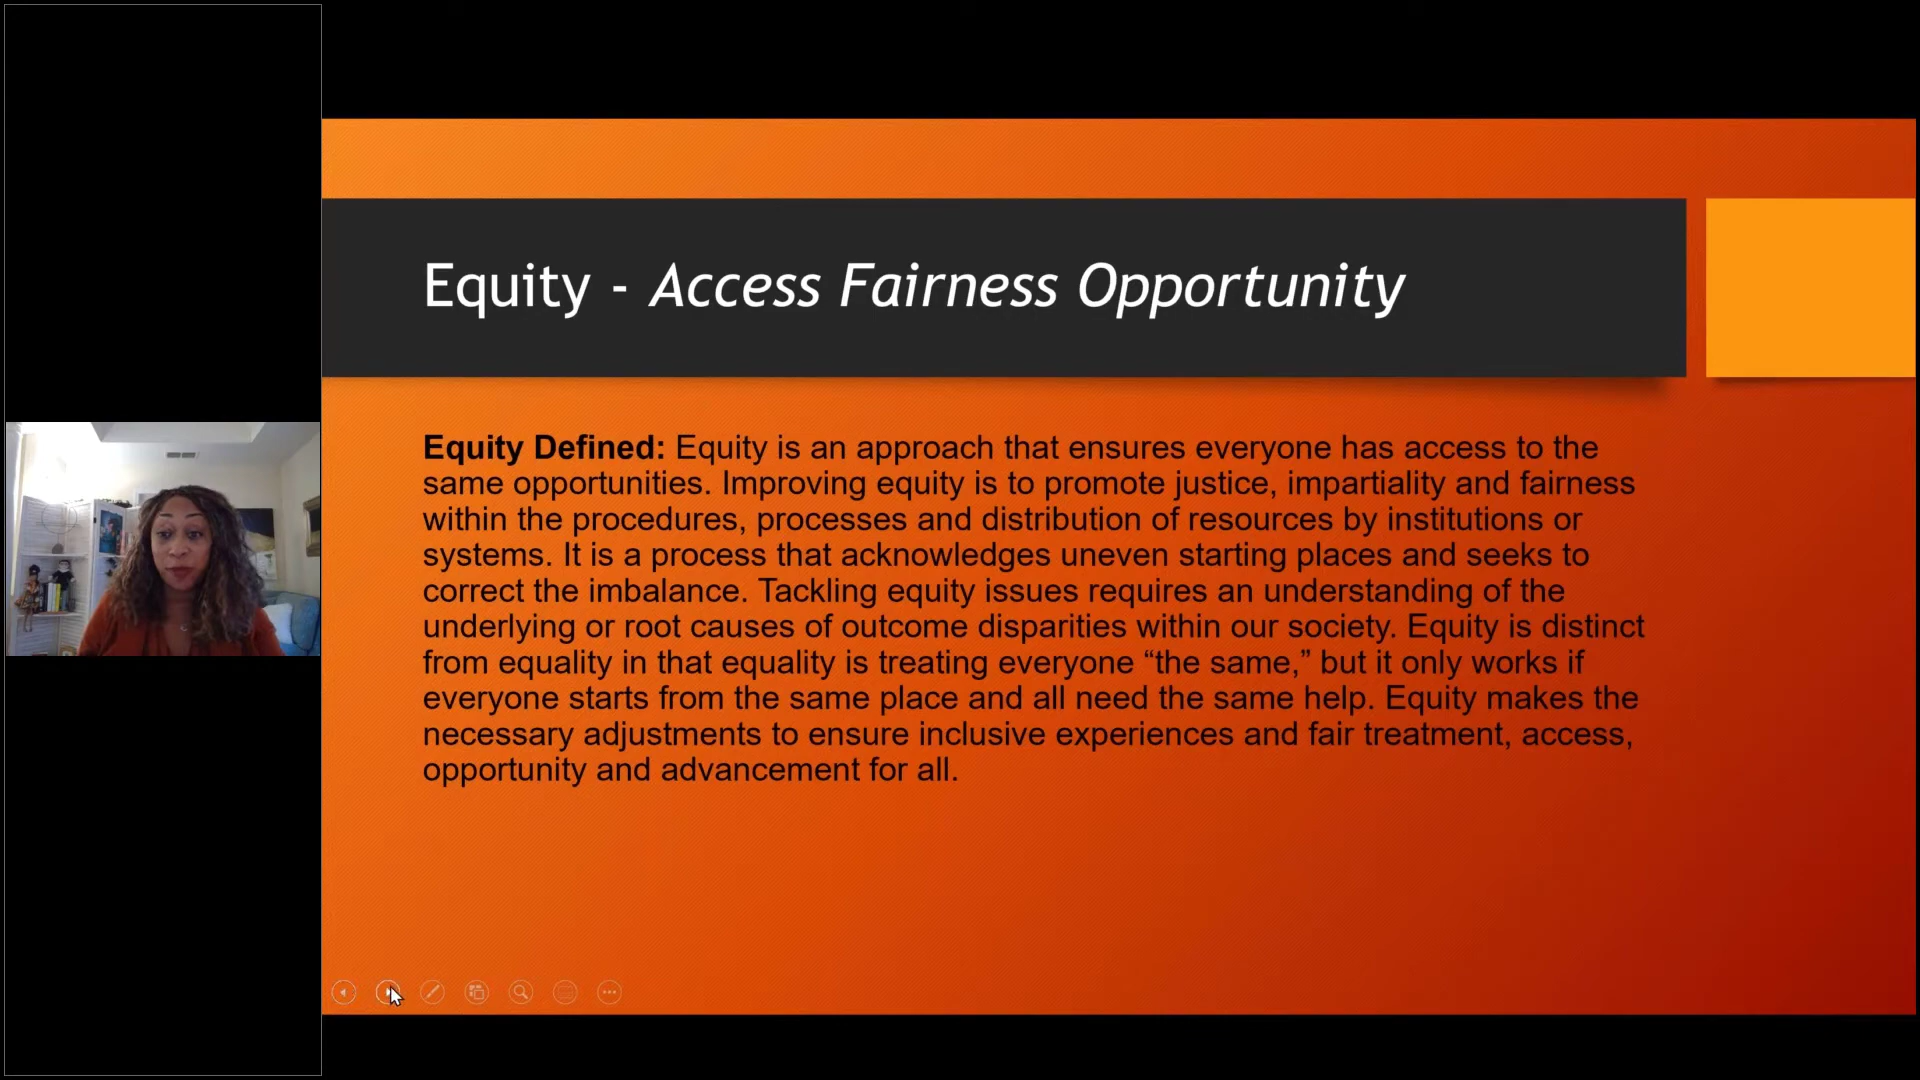 Equity - Access Fairness Opportunity
Equity Defined: Equity is an approach that ensures everyone has access to the
same opportunities. Improving equity is to promote justice, impartiality and fairness
within the procedures, processes and distribution of resources by institutions or
systems. It is a process that acknowledges uneven starting places and seeks to
correct the imbalance. Tackling equity issues requires an understanding of the
underlying or root causes of outcome disparities within our society. Equity is distinct
from equality in that equality is treating everyone “the same,” but it only works if
everyone starts from the same place and all need the same help. Equity makes the
necessary adjustments to ensure inclusive experiences and fair treatment, access,
opportunity and advancement for all.